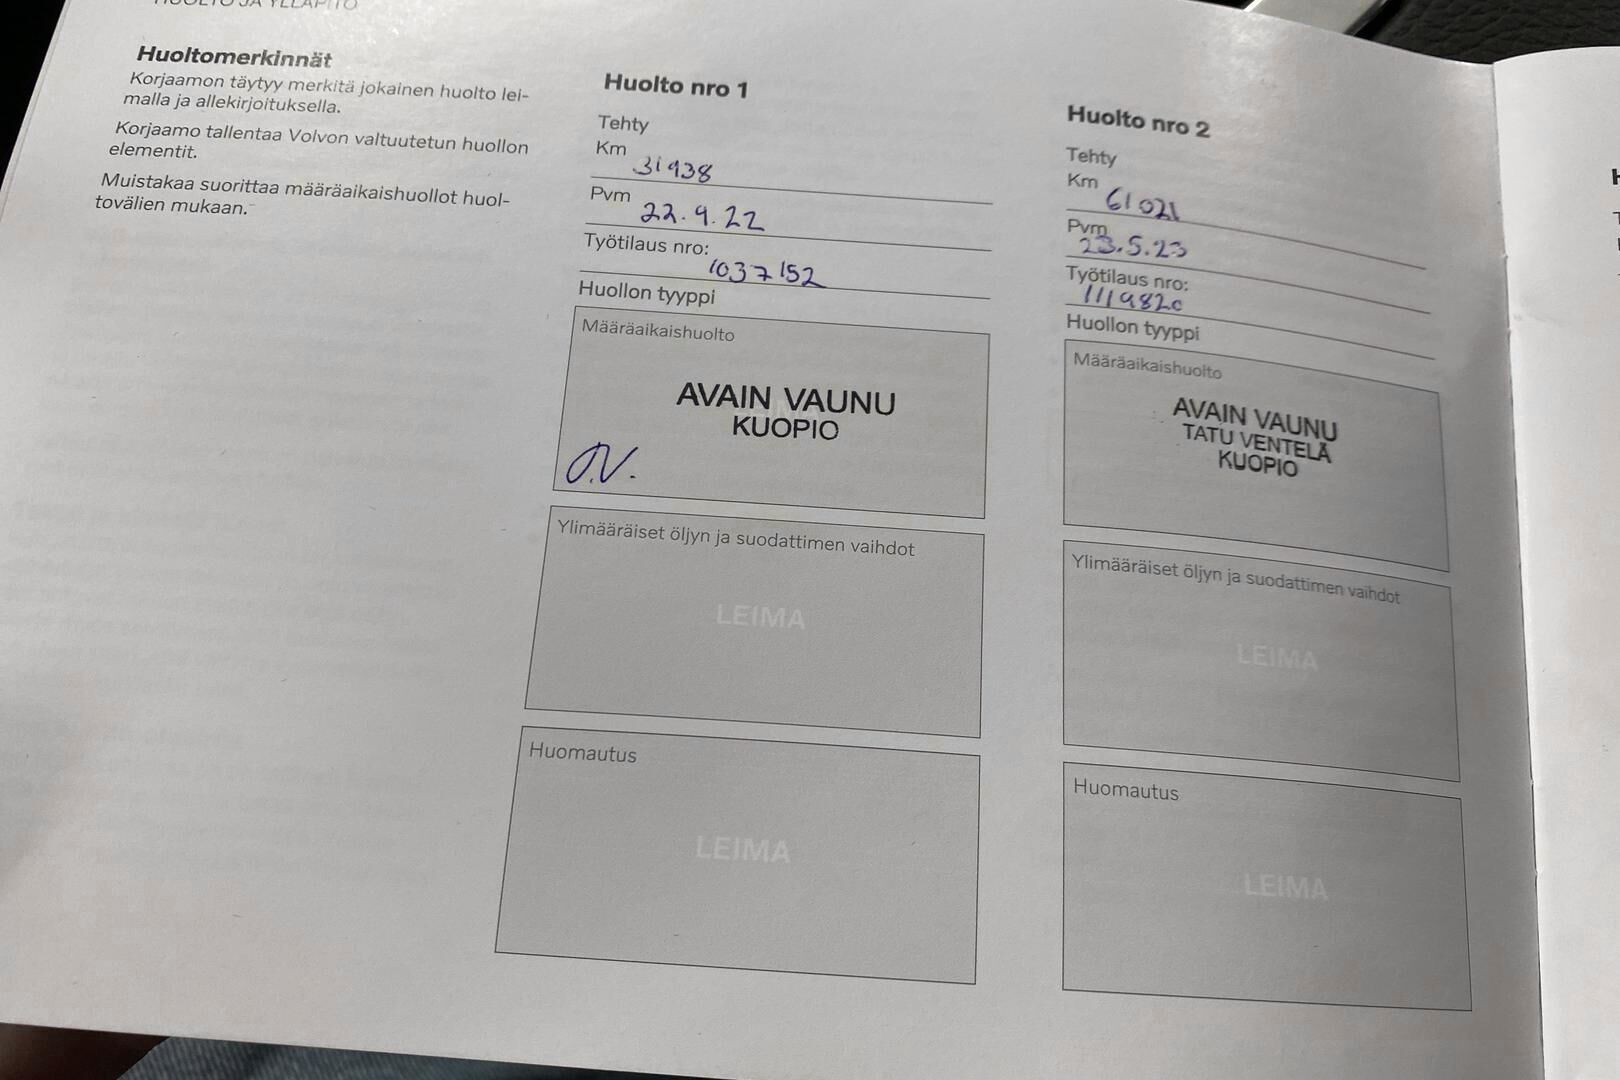 HUOLTO JA YLLÄPITO
Huoltomerkinnät
Korjaamon täytyy merkitä jokainen huolto lei-
malla ja allekirjoituksella.
Korjaamo tallentaa Volvon valtuutetun huollon
elementit.
Muistakaa suorittaa määräaikaishuollot huol-
tovälien mukaan.
Huolto nro 1
Tehty
Km
31938
Pvm
22.9.22
Työtilaus nro:
1037152
Huollon tyyppi
Määräaikaishuolto
AVAIN VAUNU
KUOPIO
Ylimääräiset öljyn ja suodattimen vaihdot
LEIMA
Huomautus
LEIMA
Huolto nro 2
Tehty
Km
61021
Pvm
23.5.23
Työtilaus nro:
1119820
Huollon tyyppi
Määräaikaishuolto
AVAIN VAUNU
TATU VENTELÄ
KUOPIO
Ylimääräiset öljyn ja suodattimen vaihdot
LEIMA
Huomautus
LEIMA